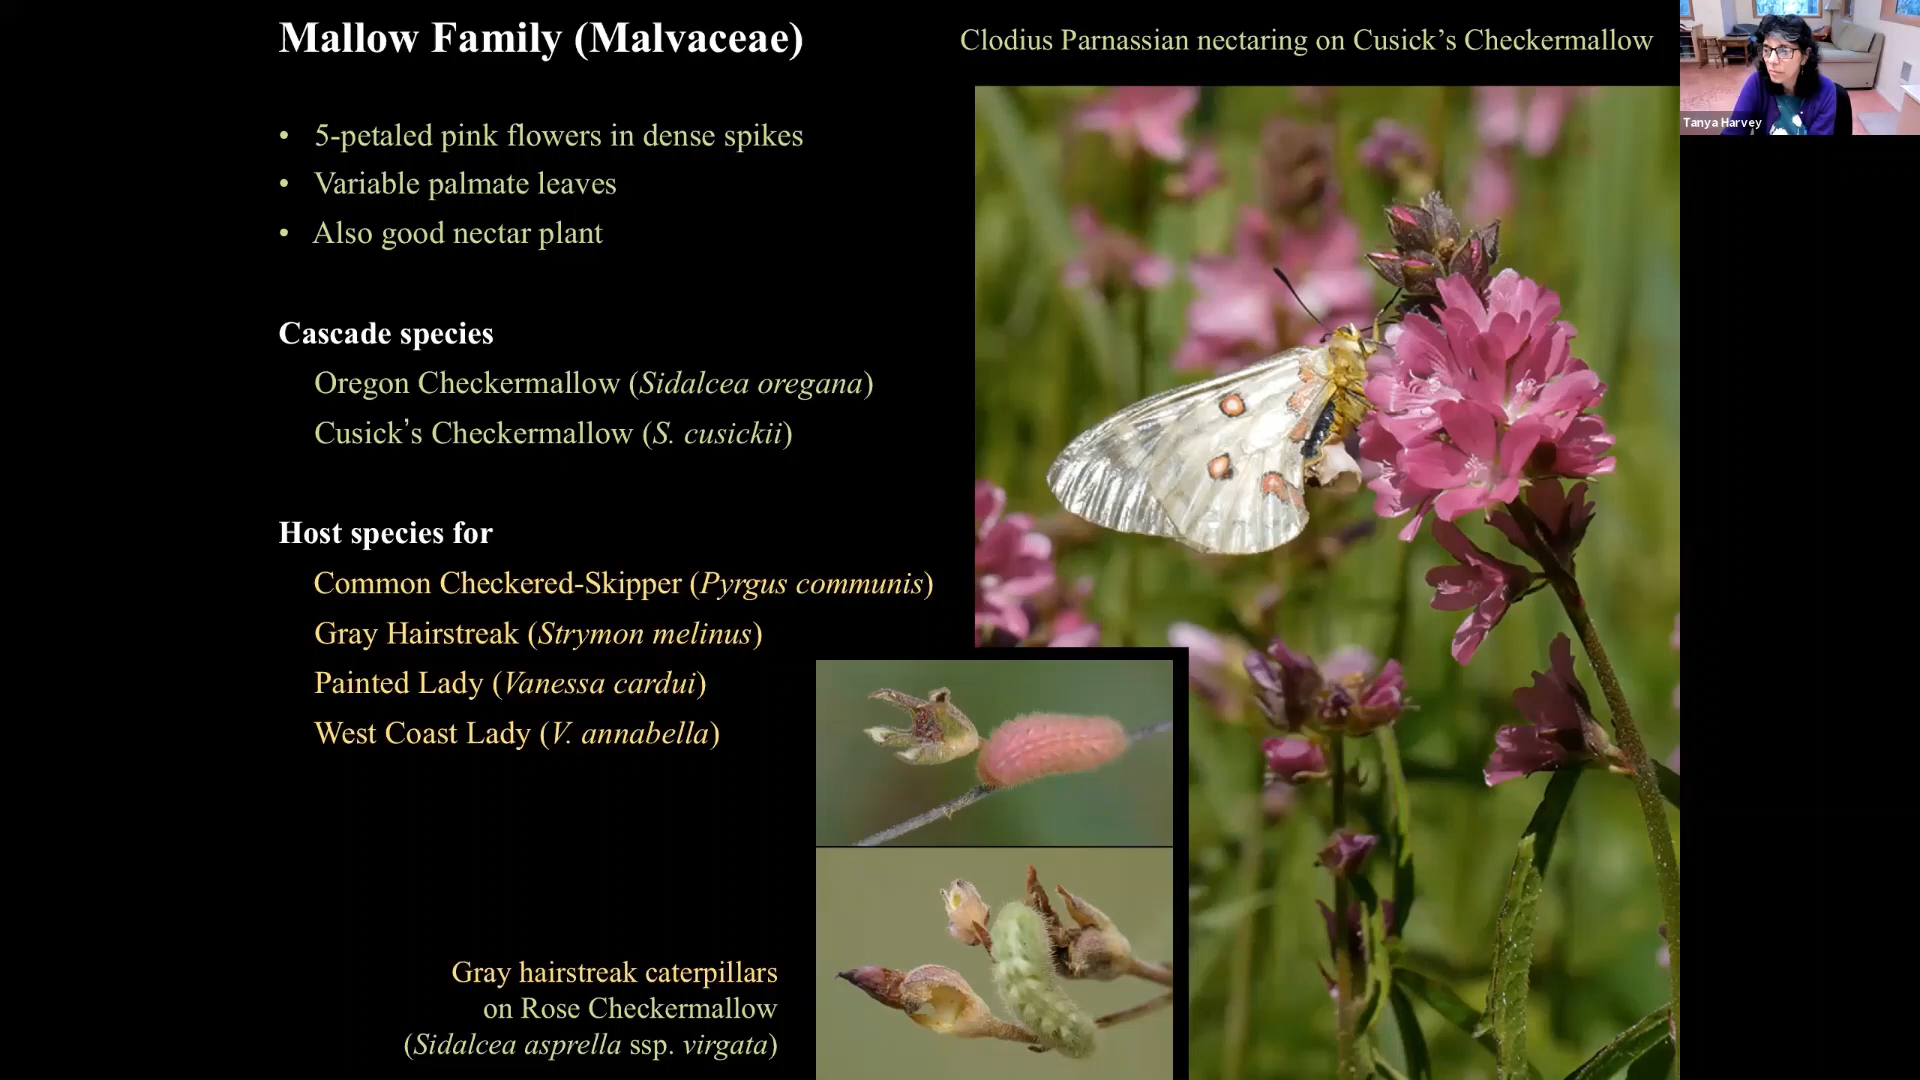 Mallow Family (Malvaceae)
Clodius Parnassian nectaring on Cusick’s Checkermallow
Tanya Harvey
• 5-petaled pink flowers in dense spikes
• Variable palmate leaves
• Also good nectar plant
Cascade species
Oregon Checkermallow (Sidalcea oregana)
Cusick’s Checkermallow (S. cusickii)
Host species for
Common Checkered-Skipper (Pyrgus communis)
Gray Hairstreak (Strymon melinus)
Painted Lady (Vanessa cardui)
West Coast Lady (V. annabella)
Gray hairstreak caterpillars
on Rose Checkermallow
(Sidalcea asprella ssp. virgata)